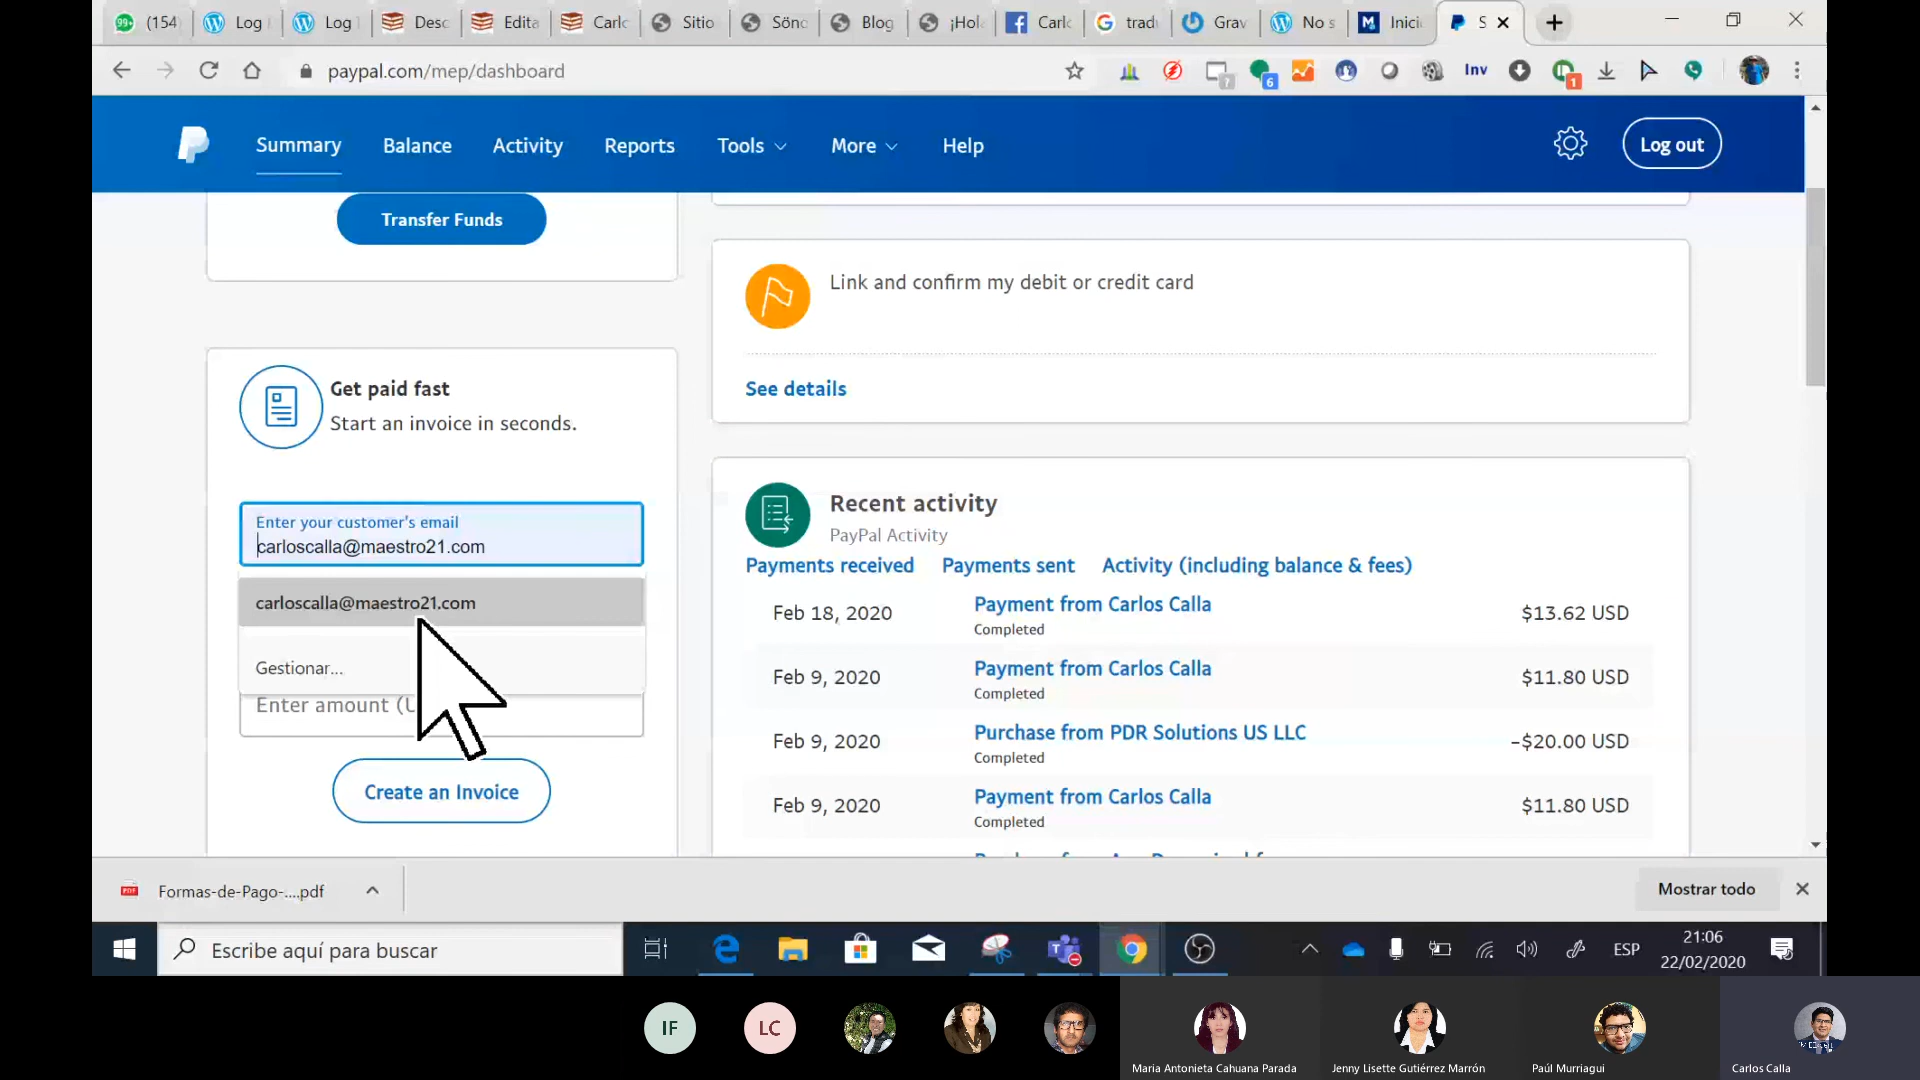 99+
(154
Log
Log
Desc
Edita
Carlc
Sitio
Sönc
Blog
¡Hol
Carlc
trad
Grav
No s
M
Inici
S
paypal.com/mep/dashboard
7
6
Inv
1
Summary
Balance
Activity
Reports
Tools
More
Help
Log out
Transfer Funds
Link and confirm my debit or credit card
See details
Get paid fast
Start an invoice in seconds.
Enter your customer's email
carloscalla@maestro21.com
carloscalla@maestro21.com
Gestionar...
Enter amount (U
Create an Invoice
Recent activity
PayPal Activity
Payments received
Payments sent
Activity (including balance & fees)
Feb 18, 2020
Payment from Carlos Calla
Completed
$13.62 USD
Feb 9, 2020
Payment from Carlos Calla
Completed
$11.80 USD
Feb 9, 2020
Purchase from PDR Solutions US LLC
Completed
-$20.00 USD
Feb 9, 2020
Payment from Carlos Calla
Completed
$11.80 USD
PDF
Formas-de-Pago-....pdf
Mostrar todo
Escribe aquí para buscar
ESP
21:06
22/02/2020
IF
LC
Maria Antonieta Cahuana Parada
Jenny Lisette Gutiérrez Marrón
Paúl Murriagui
Carlos Calla